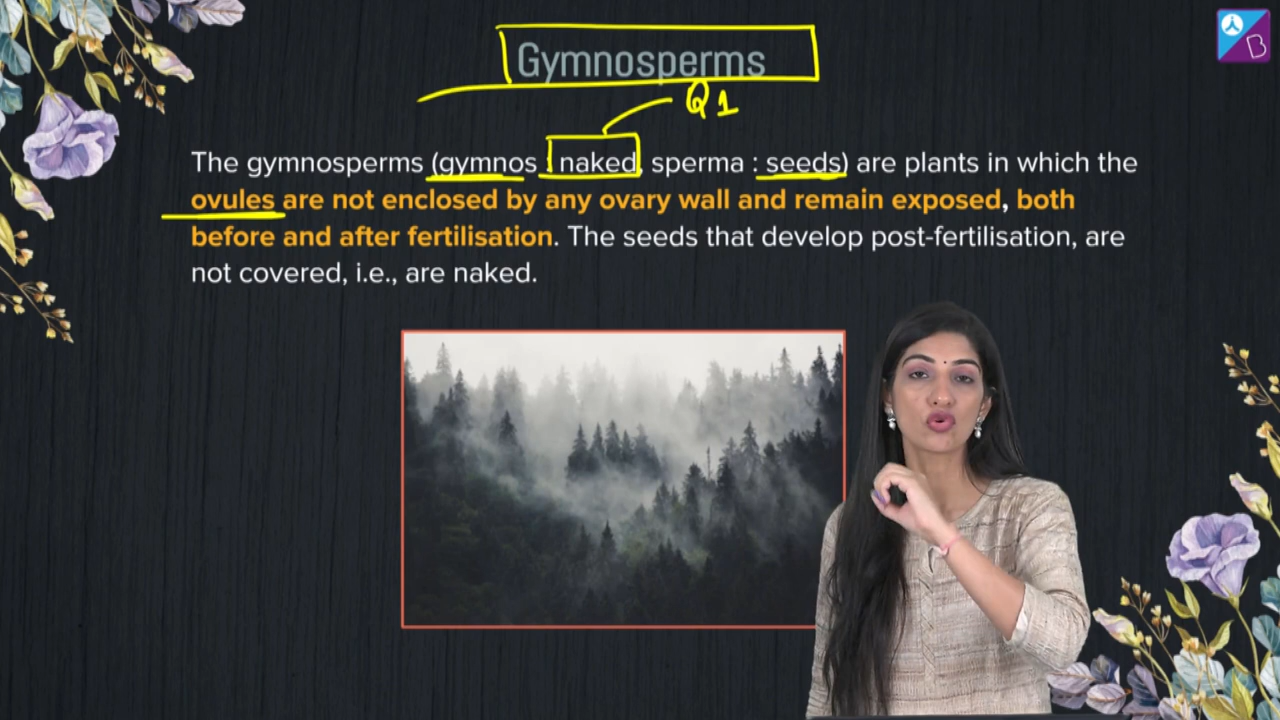 Gymnosperms
Q1
The gymnosperms (gymnos : naked, sperma : seeds) are plants in which the
ovules are not enclosed by any ovary wall and remain exposed, both
before and after fertilisation. The seeds that develop post-fertilisation, are
not covered, i.e., are naked.
B